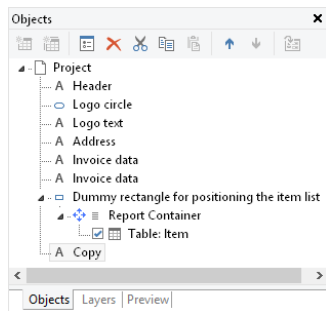 Objects
Project
A Header
Logo circle
A Logo text
A Address
A Invoice data
A Invoice data
Dummy rectangle for positioning the item list
Report Container
Table: Item
A Copy
Objects Layers Preview